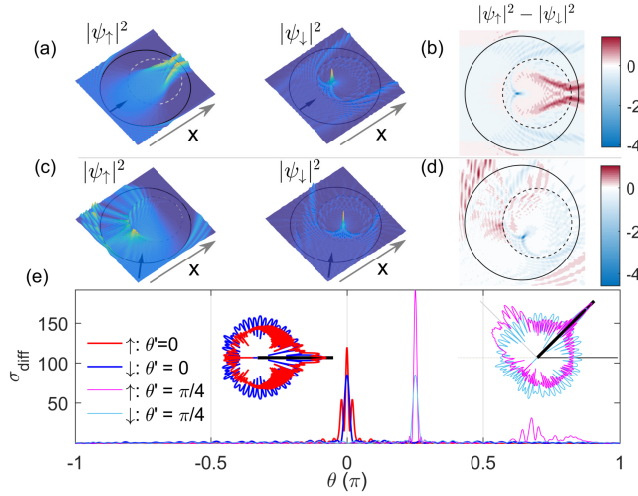 (a) |ψ↑|² |ψ↓|² (b) |ψ↑|² − |ψ↓|²
0
-2
-4
X X
(c) |ψ↑|² |ψ↓|² (d)
0
-2
-4
X X
(e)
150
100
50
σdiff
↑: θ'=0
↓: θ' = 0
↑: θ' = π/4
↓: θ' = π/4
-1 -0.5 0 0.5 1
θ (π)